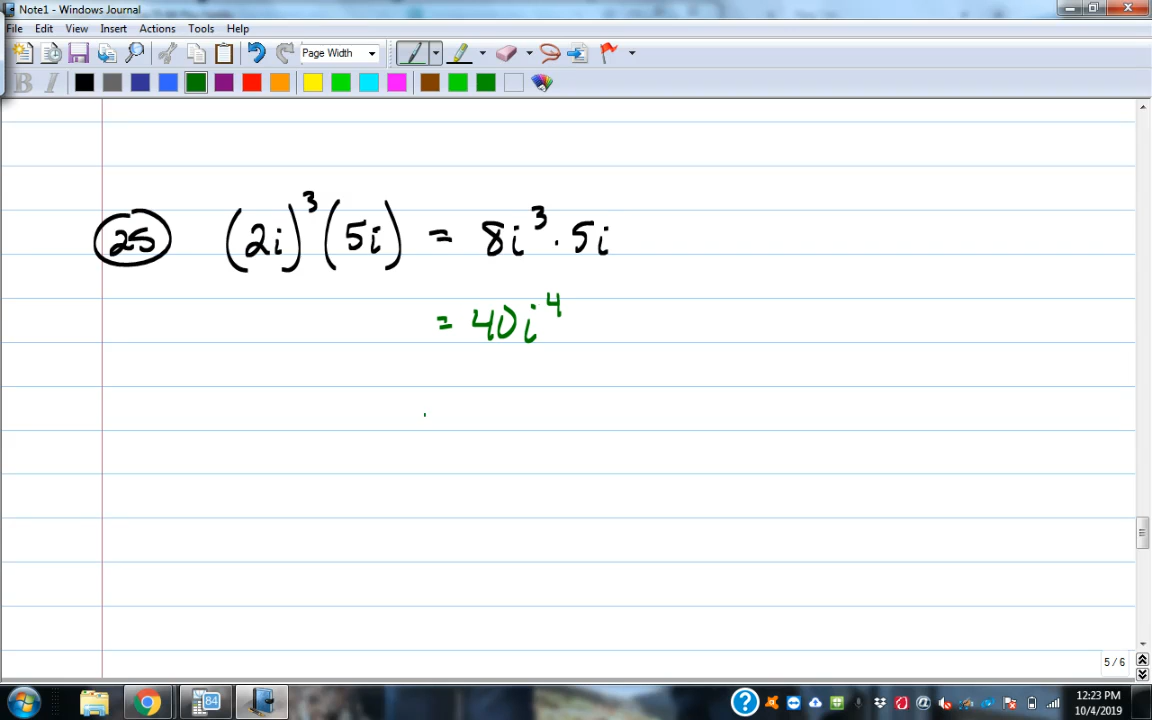 Note1 - Windows Journal
File Edit View Insert Actions Tools Help
Page Width
B I
25 (2i)³(5i) = 8i³ · 5i
= 40i⁴
5 / 6
84
12:23 PM
10/4/2019